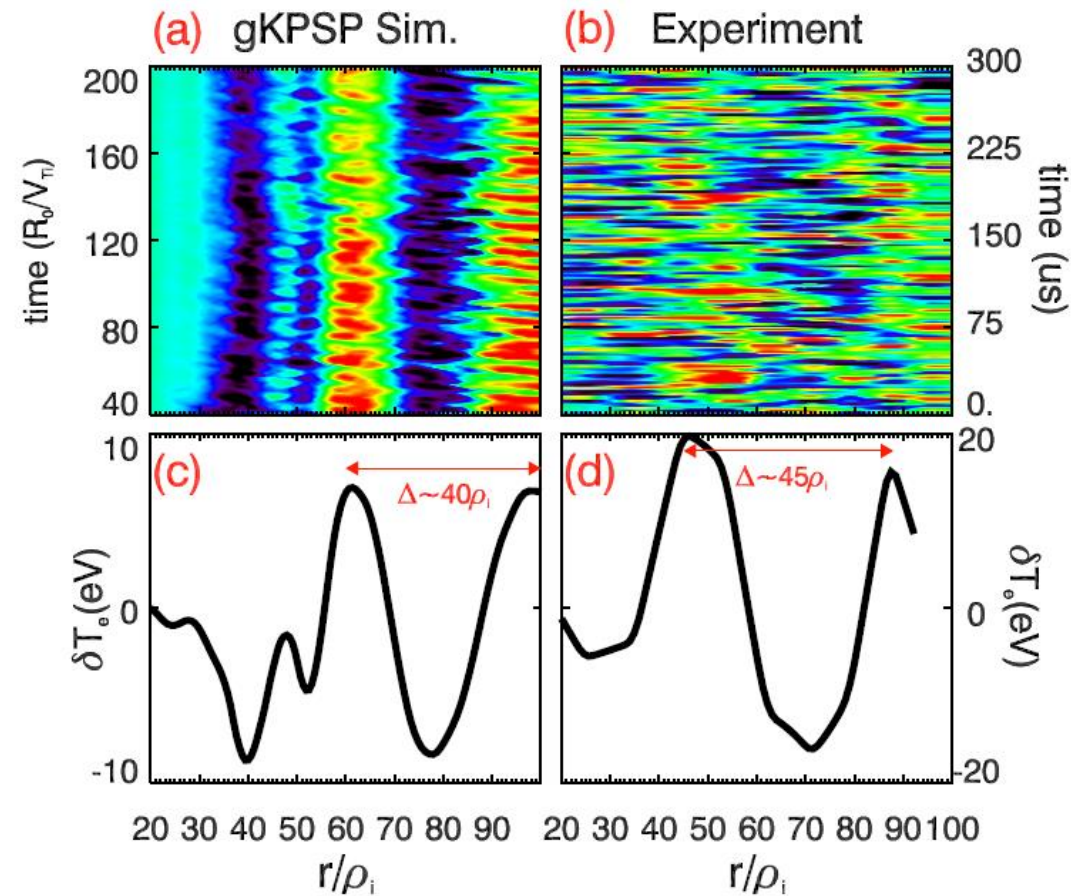 (a) gKPSP Sim.
(b) Experiment
time (R₀/V_Ti)
200
160
120
80
40
300
225
150
75
0.
time (us)
(c)
Δ~40ρᵢ
(d)
Δ~45ρᵢ
δTₑ(eV)
10
0
-10
20
0
-20
δTₑ(eV)
20 30 40 50 60 70 80 90
20 30 40 50 60 70 80 90 100
r/ρᵢ
r/ρᵢ